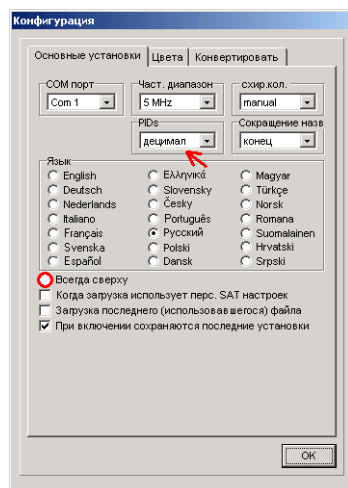 Конфигурация
Основные установки Цвета Конвертировать
COM порт Част. диапазон схир.кол.
Com 1 5 MHz manual
PIDs Сокращение назв
децимал конец
Язык
English Ελληνικά Magyar
Deutsch Slovensky Türkçe
Nederlands Česky Norsk
Italiano Português Romana
Français Русский Suomalainen
Svenska Polski Hrvatski
Español Dansk Srpski
Всегда сверху
Когда загрузка использует перс. SAT настроек
Загрузка последнего (использовавшегося) файла
При включении сохраняются последние установки
OK